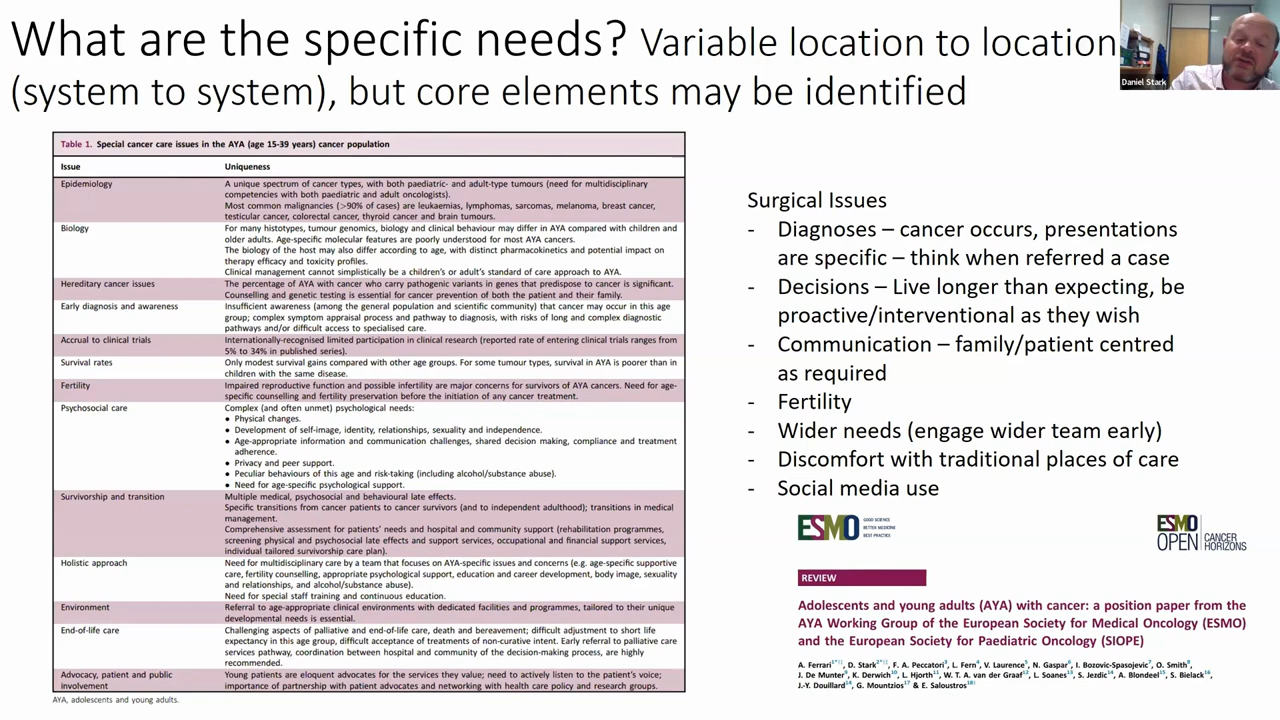 What are the specific needs? Variable location to location
(system to system), but core elements may be identified
Daniel Stark
Table 1. Special cancer care issues in the AYA (age 15-39 years) cancer population
Issue Uniqueness
Epidemiology A unique spectrum of cancer types, with both paediatric- and adult-type tumours (need for multidisciplinary
competencies with both paediatric and adult oncologists).
Most common malignancies (>90% of cases) are leukaemias, lymphomas, sarcomas, melanoma, breast cancer,
testicular cancer, colorectal cancer, thyroid cancer and brain tumours.
Biology For many histotypes, tumour genomics, biology and clinical behaviour may differ in AYA compared with children and
older adults. Age-specific molecular features are poorly understood for most AYA cancers.
The biology of the host may also differ according to age, with distinct pharmacokinetics and potential impact on
therapy efficacy and toxicity profiles.
Clinical management cannot simplistically be a children's or adult's standard of care approach to AYA.
Hereditary cancer issues The percentage of AYA with cancer who carry pathogenic variants in genes that predispose to cancer is significant.
Counselling and genetic testing is essential for cancer prevention of both the patient and their family.
Early diagnosis and awareness Insufficient awareness (among the general population and scientific community) that cancer may occur in this age
group; complex symptom appraisal process and pathway to diagnosis, with risks of long and complex diagnostic
pathways and/or difficult access to specialised care.
Accrual to clinical trials Internationally-recognised limited participation in clinical research (reported rate of entering clinical trials ranges from
5% to 34% in published series).
Survival rates Only modest survival gains compared with other age groups. For some tumour types, survival in AYA is poorer than in
children with the same disease.
Fertility Impaired reproductive function and possible infertility are major concerns for survivors of AYA cancers. Need for age-
specific counselling and fertility preservation before the initiation of any cancer treatment.
Psychosocial care Complex (and often unmet) psychological needs:
● Physical changes.
● Development of self-image, identity, relationships, sexuality and independence.
● Age-appropriate information and communication challenges, shared decision making, compliance and treatment
adherence.
● Privacy and peer support.
● Peculiar behaviours of this age and risk-taking (including alcohol/substance abuse).
● Need for age-specific psychological support.
Survivorship and transition Multiple medical, psychosocial and behavioural late effects.
Specific transitions from cancer patients to cancer survivors (and to independent adulthood); transitions in medical
management.
Comprehensive assessment for patients' needs and hospital and community support (rehabilitation programmes,
screening physical and psychosocial late effects and support services, occupational and financial support services,
individual tailored survivorship care plan).
Holistic approach Need for multidisciplinary care by a team that focuses on AYA-specific issues and concerns (e.g. age-specific supportive
care, fertility counselling, appropriate psychological support, education and career development, body image, sexuality
and relationships, and alcohol/substance abuse).
Need for special staff training and continuous education.
Environment Referral to age-appropriate clinical environments with dedicated facilities and programmes, tailored to their unique
developmental needs is essential.
End-of-life care Challenging aspects of palliative and end-of-life care, death and bereavement; difficult adjustment to short life
expectancy in this age group, difficult acceptance of treatments of non-curative intent. Early referral to palliative care
services pathway, coordination between hospital and community of the decision-making process, are highly
recommended.
Advocacy, patient and public Young patients are eloquent advocates for the services they value; need to actively listen to the patient's voice;
involvement importance of partnership with patient advocates and networking with health care policy and research groups.
AYA, adolescents and young adults.
Surgical Issues
- Diagnoses – cancer occurs, presentations
are specific – think when referred a case
- Decisions – Live longer than expecting, be
proactive/interventional as they wish
- Communication – family/patient centred
as required
- Fertility
- Wider needs (engage wider team early)
- Discomfort with traditional places of care
- Social media use
ESMO GOOD SCIENCE
BETTER MEDICINE
BEST PRACTICE
ESMO
OPEN CANCER
HORIZONS
REVIEW
Adolescents and young adults (AYA) with cancer: a position paper from the
AYA Working Group of the European Society for Medical Oncology (ESMO)
and the European Society for Paediatric Oncology (SIOPE)
A. Ferrari, D. Stark, F. A. Peccatori, L. Fern, V. Laurence, N. Gaspar, I. Bozovic-Spasojevic, O. Smith,
J. De Munter, K. Derwich, L. Hjorth, W. T. A. van der Graaf, L. Soanes, S. Jezdic, A. Blondeel, S. Bielack,
J.-Y. Douillard, G. Mountzios & E. Saloustros